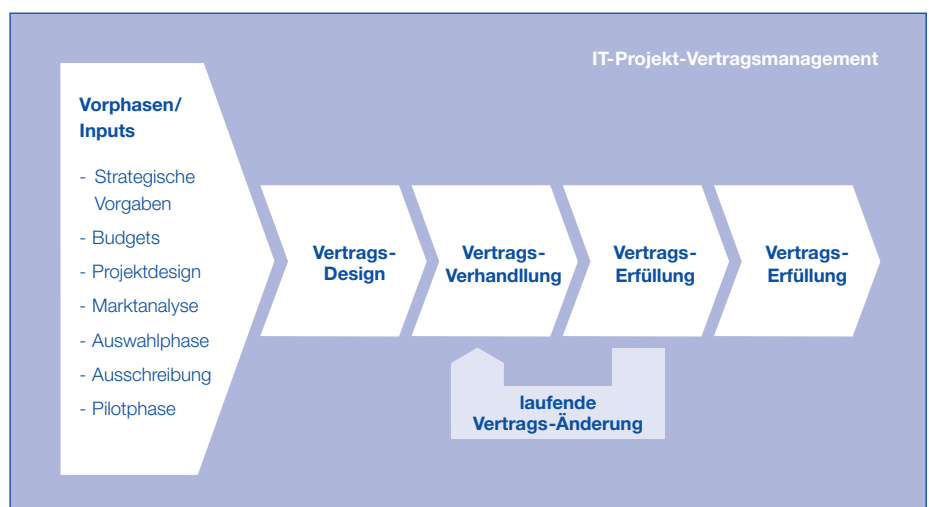 IT-Projekt-Vertragsmanagement
Vorphasen/
Inputs
- Strategische
Vorgaben
- Budgets
- Projektdesign
- Marktanalyse
- Auswahlphase
- Ausschreibung
- Pilotphase
Vertrags-
Design
Vertrags-
Verhandllung
Vertrags-
Erfüllung
Vertrags-
Erfüllung
laufende
Vertrags-Änderung